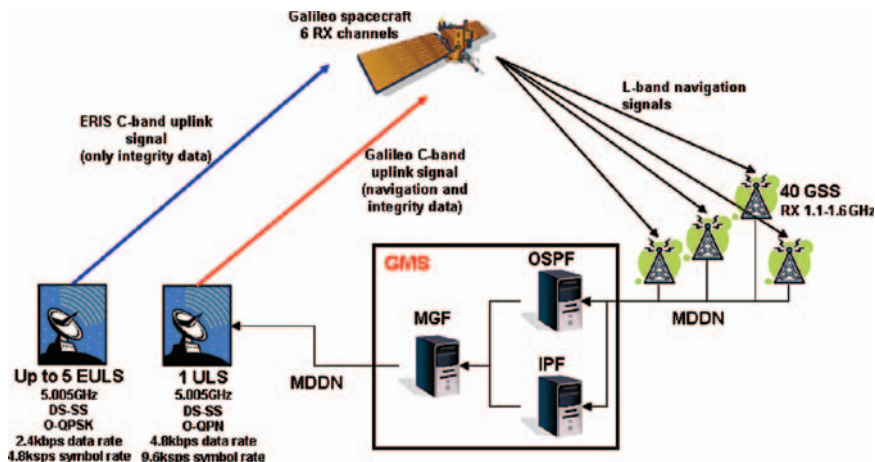 Galileo spacecraft
6 RX channels
L-band navigation
signals
ERIS C-band uplink
signal
(only integrity data)
Galileo C-band
uplink signal
(navigation and
integrity data)
40 GSS
RX 1.1-1.6GHz
GMS
OSPF
MGF
IPF
MDDN
MDDN
Up to 5 EULS
5.005GHz
DS-SS
O-QPSK
2.4kbps data rate
4.8ksps symbol rate
1 ULS
5.005GHz
DS-SS
O-QPN
4.8kbps data rate
9.6ksps symbol rate